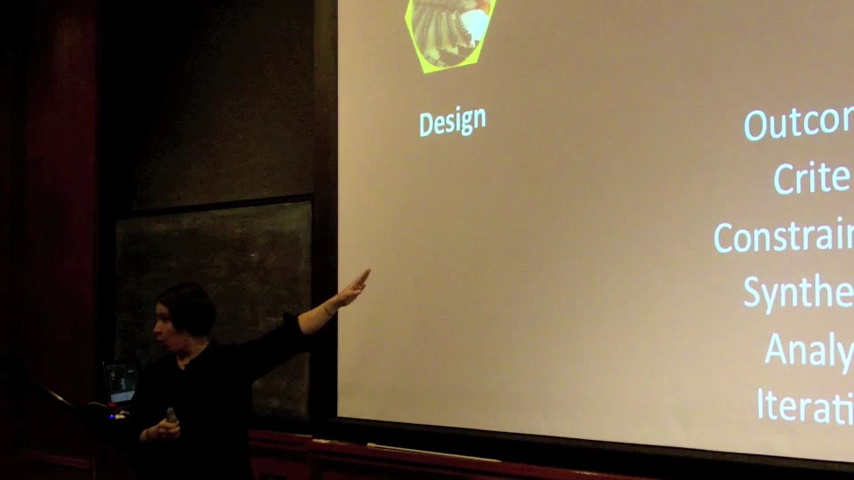 Design
Outcom
Crite
Constrain
Synthe
Analy
Iterati